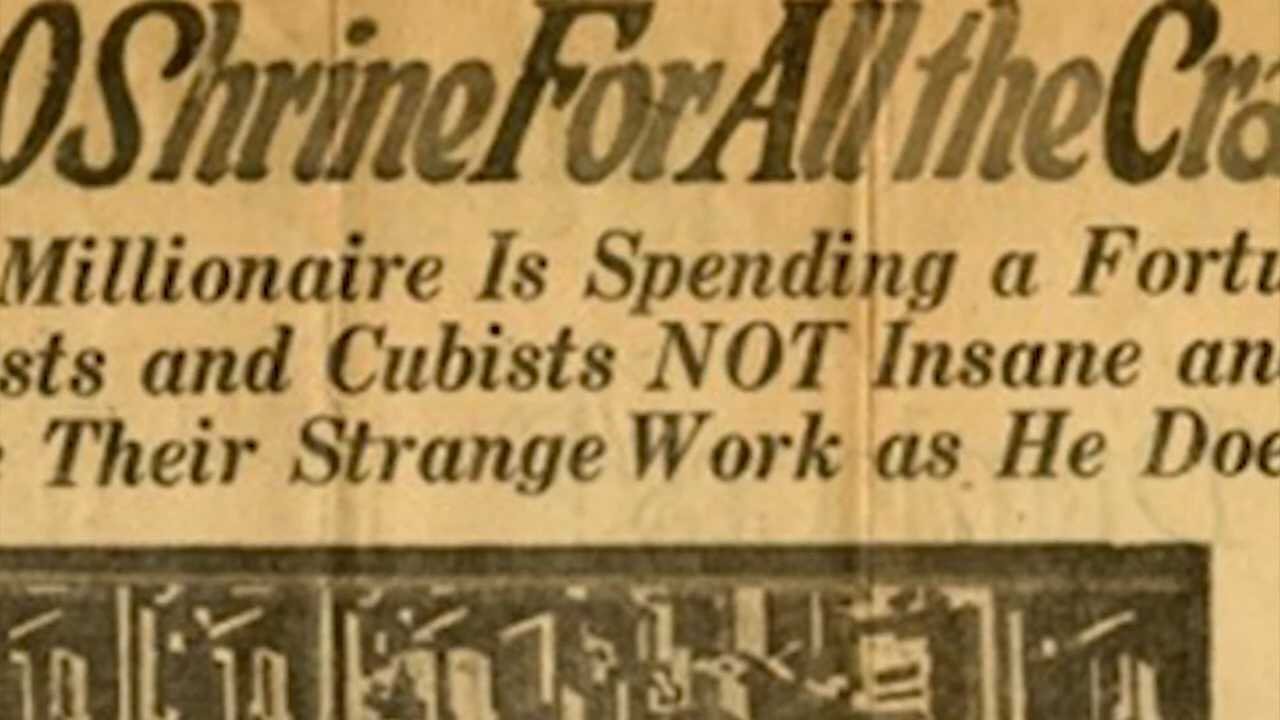 O Shrine For All the Cra
Millionaire Is Spending a Fortu
sts and Cubists NOT Insane an
Their Strange Work as He Doe